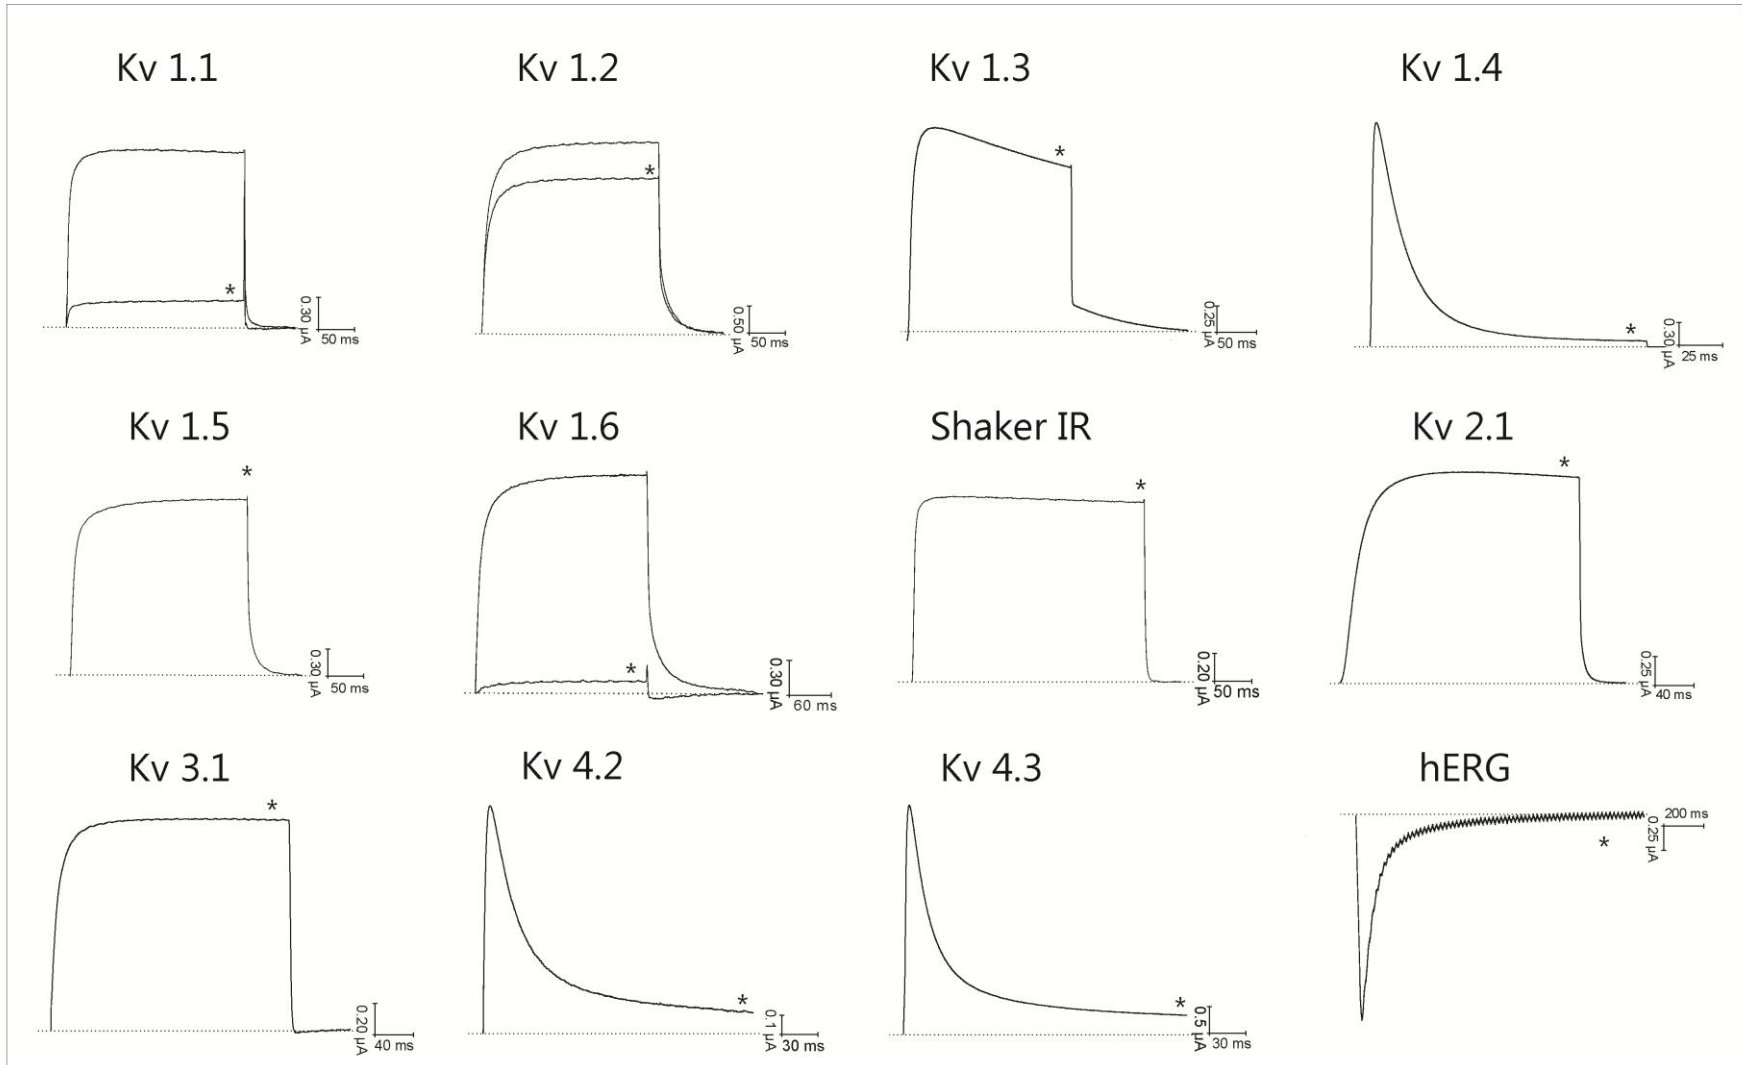 Kv 1.1
Kv 1.2
Kv 1.3
Kv 1.4
*
0.30 µA
50 ms
*
0.50 µA
50 ms
*
0.25 µA
50 ms
*
0.30 µA
25 ms
Kv 1.5
Kv 1.6
Shaker IR
Kv 2.1
*
0.30 µA
50 ms
*
0.30 µA
60 ms
*
0.20 µA
50 ms
*
0.25 µA
40 ms
Kv 3.1
Kv 4.2
Kv 4.3
hERG
*
0.20 µA
40 ms
*
0.1 µA
30 ms
*
0.5 µA
30 ms
200 ms
0.25 µA
*